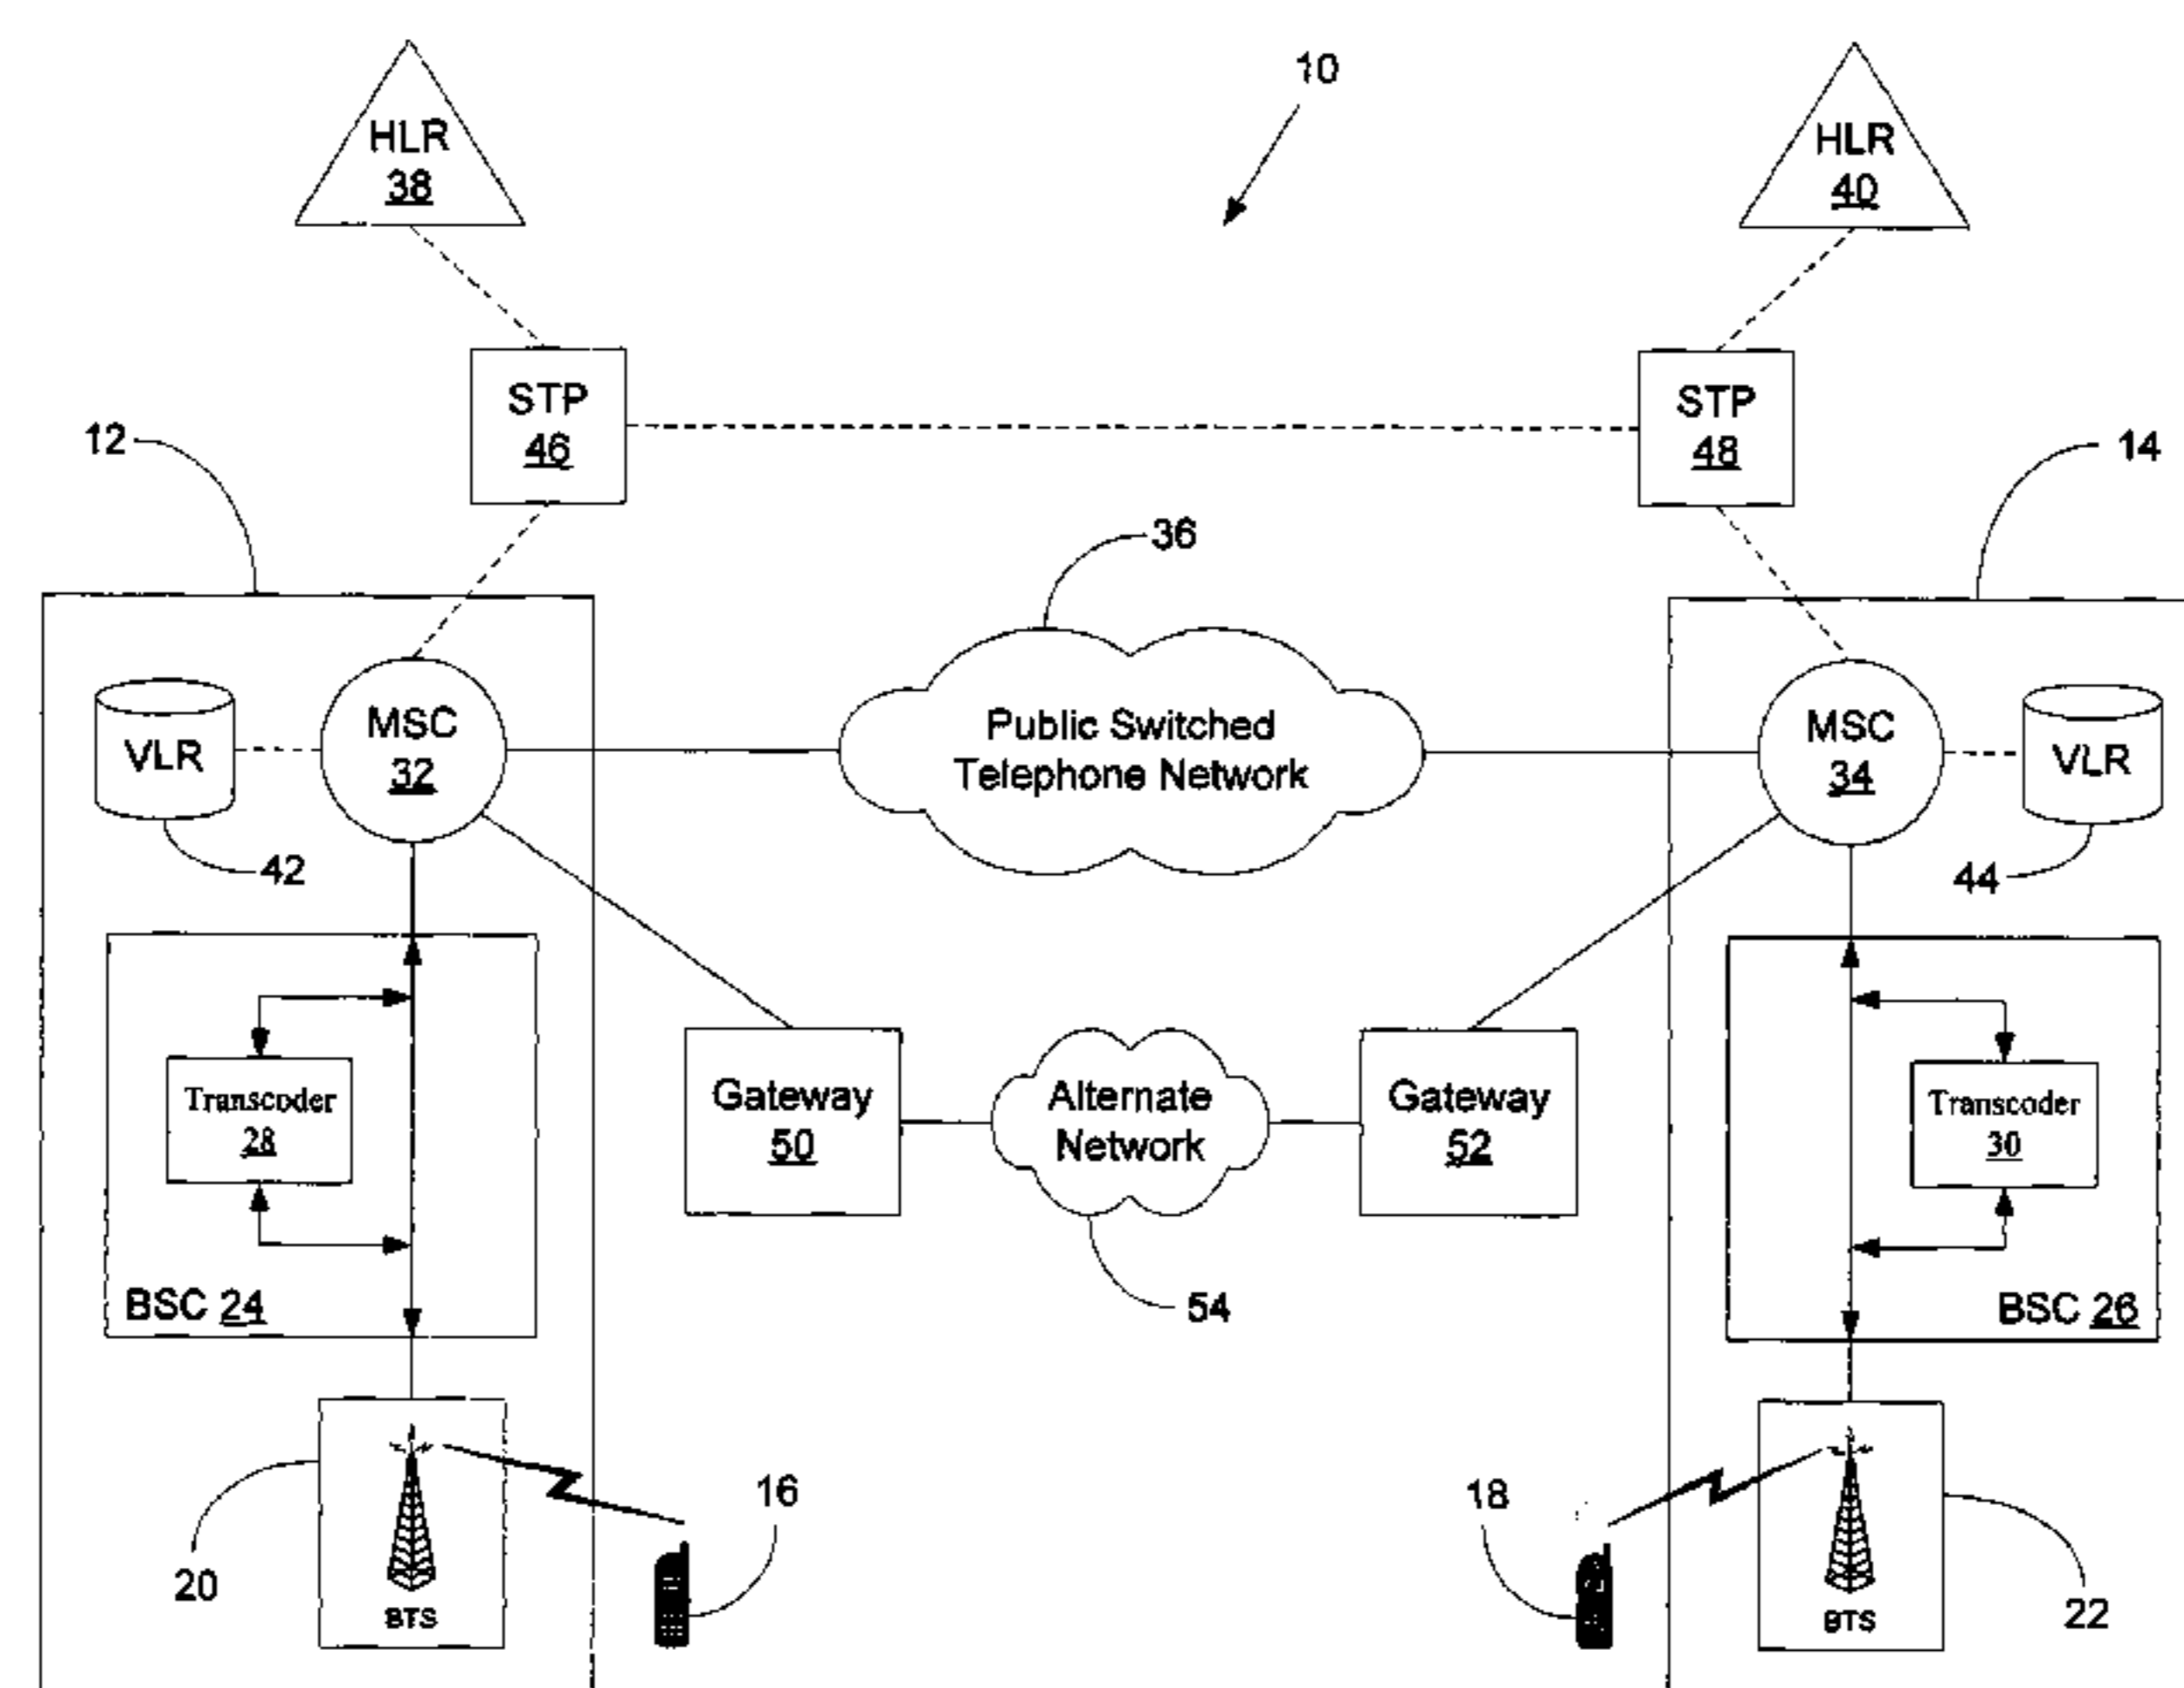 10
HLR
38
HLR
40
STP
46
STP
48
12
14
36
MSC
32
VLR
42
Public Switched
Telephone Network
MSC
34
VLR
44
Transcoder
28
BSC 24
Gateway
50
Alternate
Network
54
Gateway
52
Transcoder
30
BSC 26
20
BTS
16
18
BTS
22